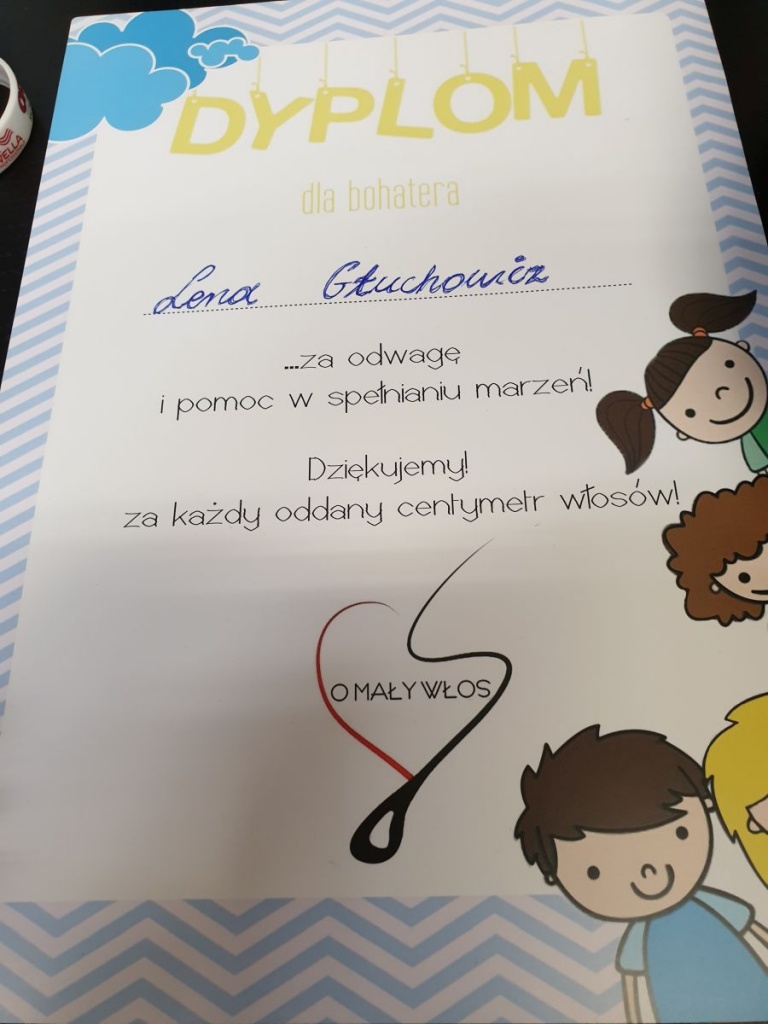 DYPLOM
dla bohatera
Lena Głuchowicz
...za odwagę
i pomoc w spełnianiu marzeń!
Dziękujemy!
za każdy oddany centymetr włosów!
O MAŁY WŁOS